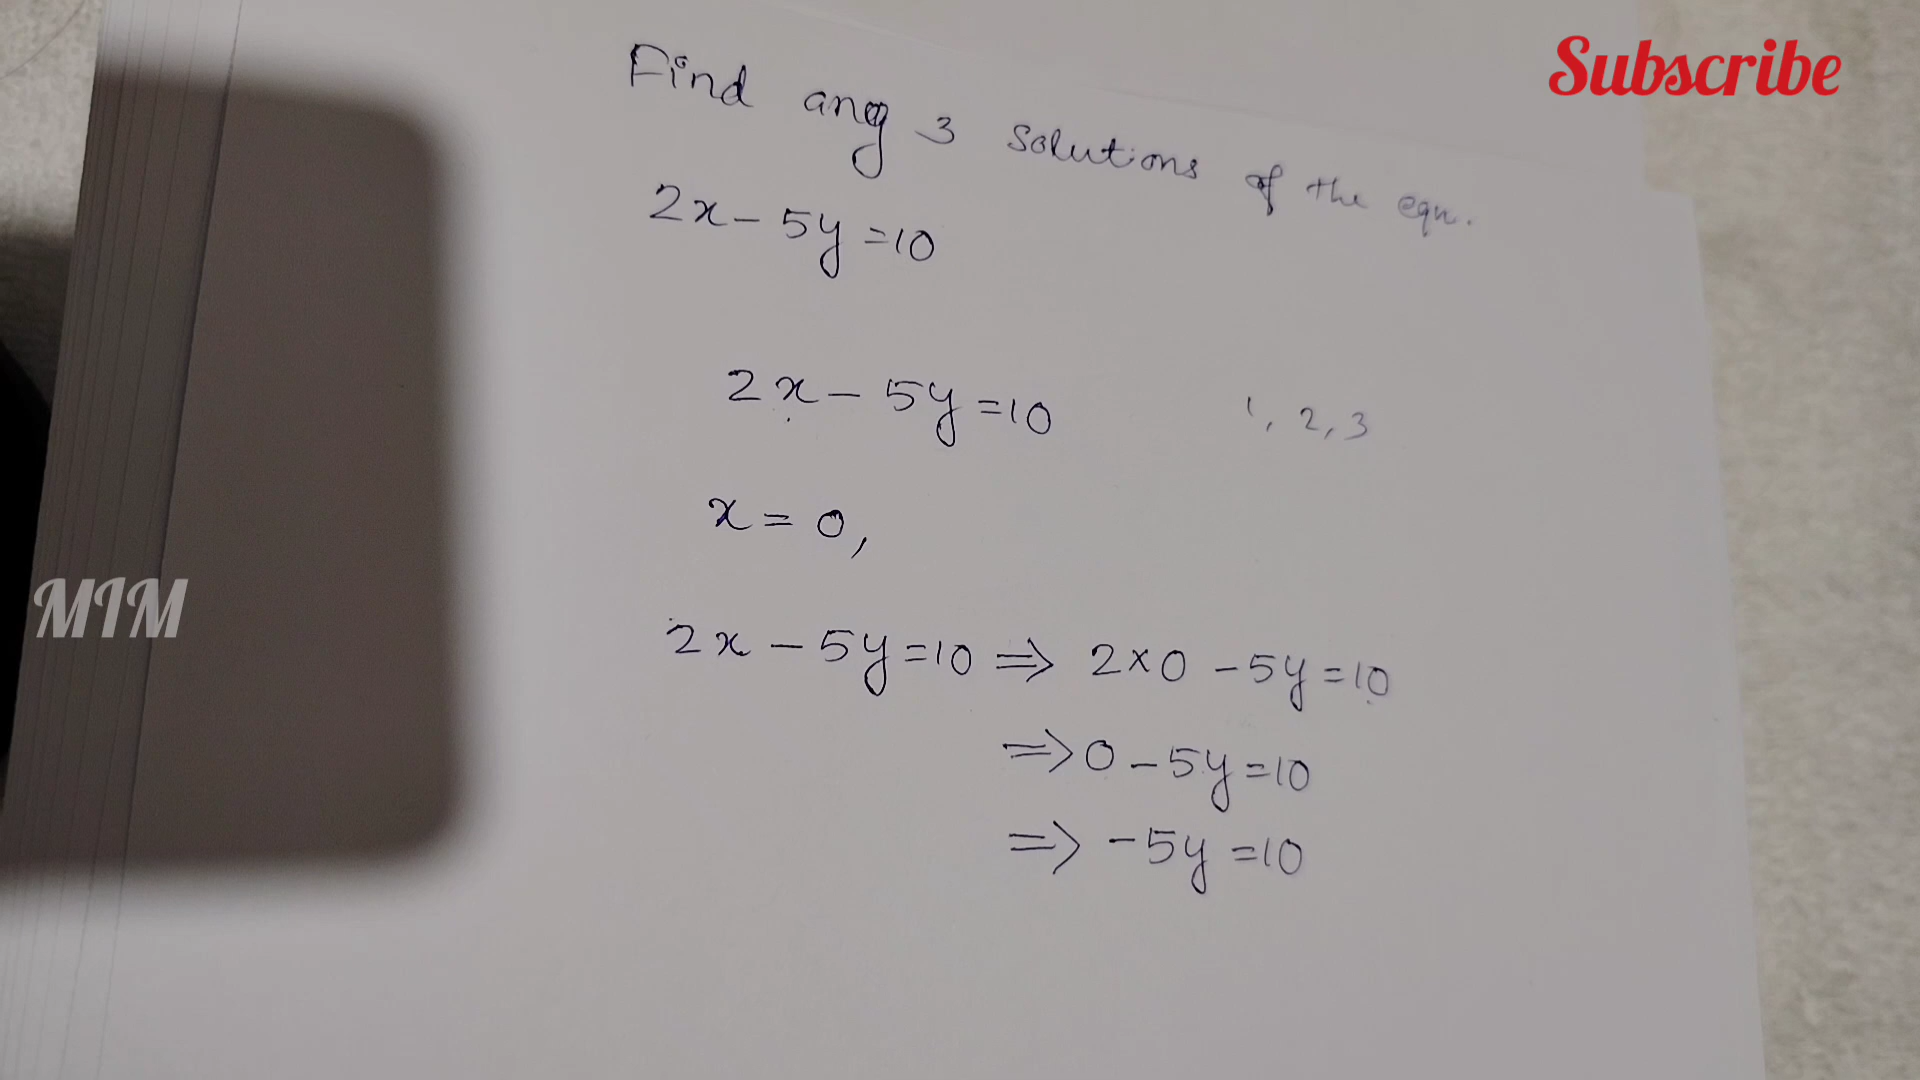 Subscribe
Find any 3 solutions of the eqn.
2x - 5y = 10
2x - 5y = 10 1, 2, 3
x = 0,
MIM
2x - 5y = 10 ⇒ 2×0 - 5y = 10
⇒ 0 - 5y = 10
⇒ -5y = 10